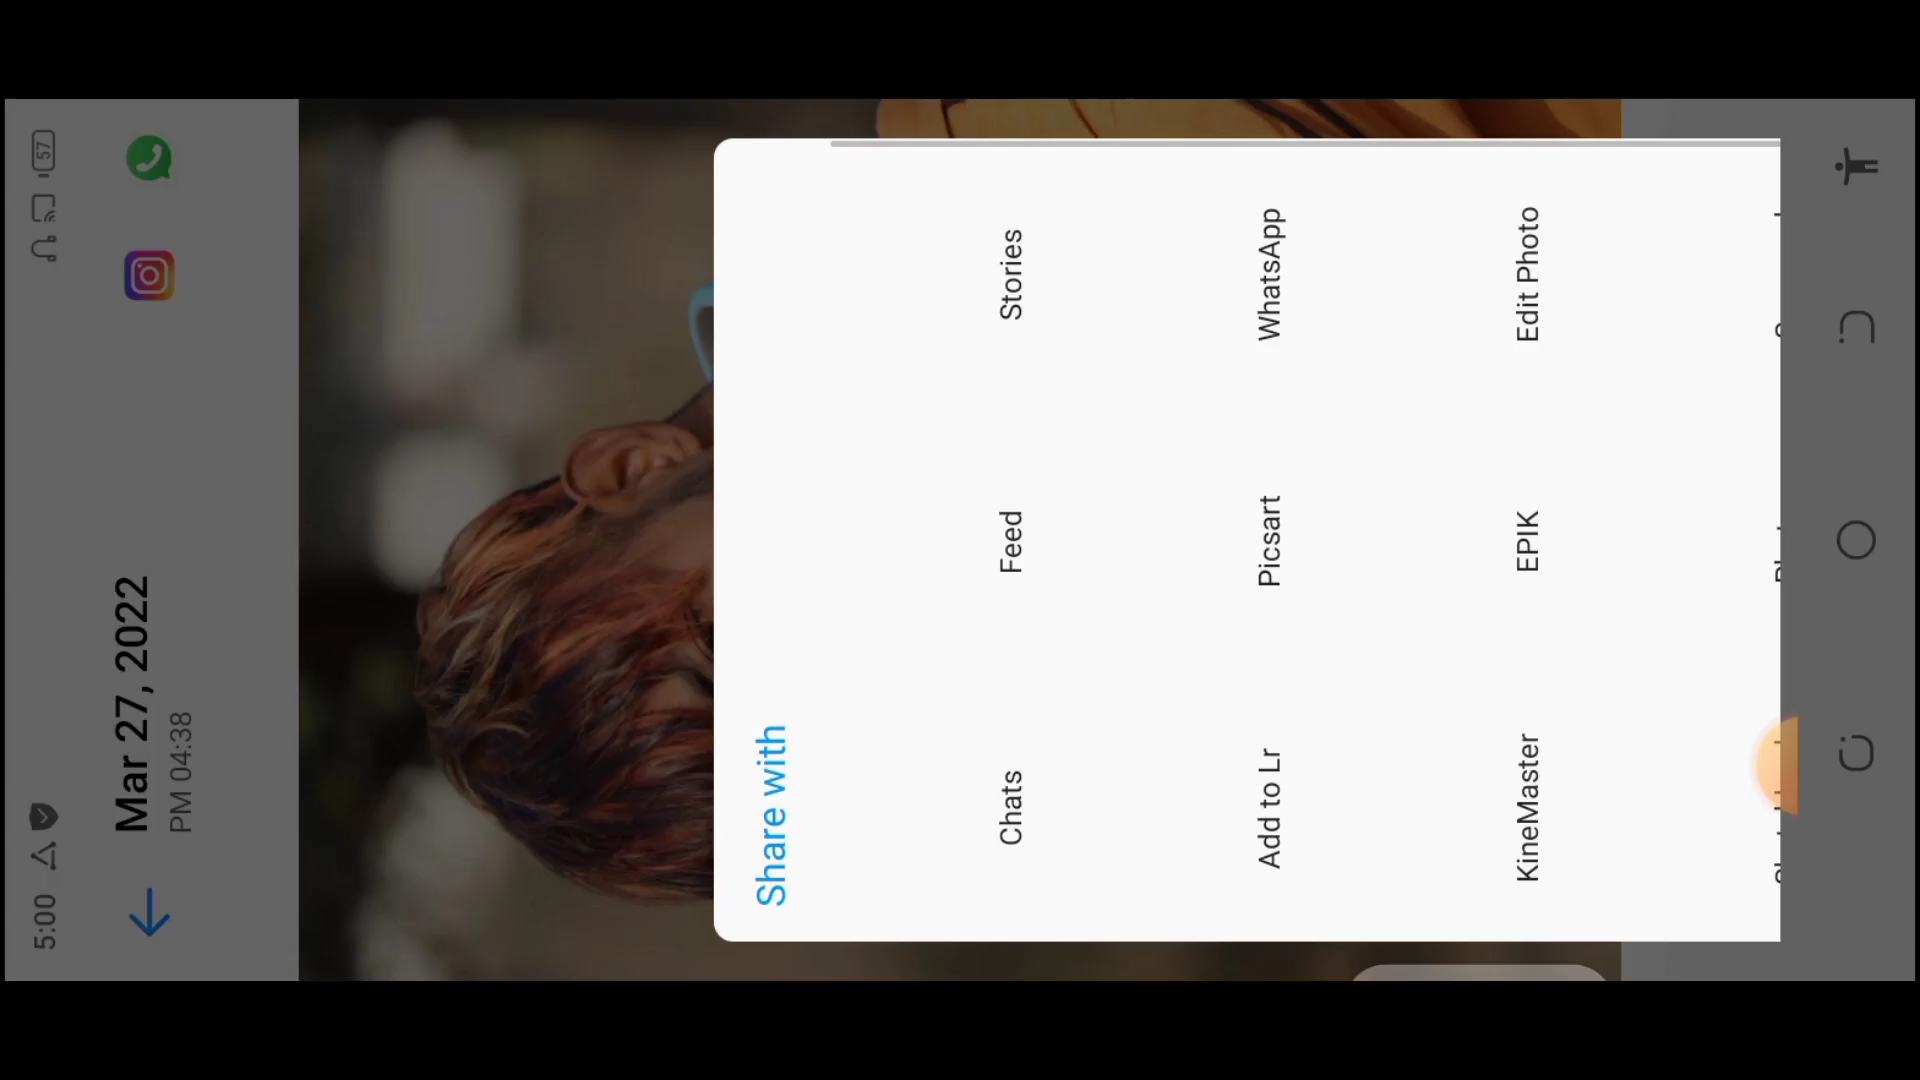 5:00
57
Mar 27, 2022
PM 04:38
Share with
Chats
Feed
Stories
Add to Lr
Picsart
WhatsApp
KineMaster
EPIK
Edit Photo